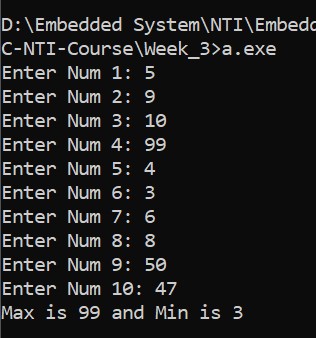 D:\Embedded System\NTI\Embedd
C-NTI-Course\Week_3>a.exe
Enter Num 1: 5
Enter Num 2: 9
Enter Num 3: 10
Enter Num 4: 99
Enter Num 5: 4
Enter Num 6: 3
Enter Num 7: 6
Enter Num 8: 8
Enter Num 9: 50
Enter Num 10: 47
Max is 99 and Min is 3